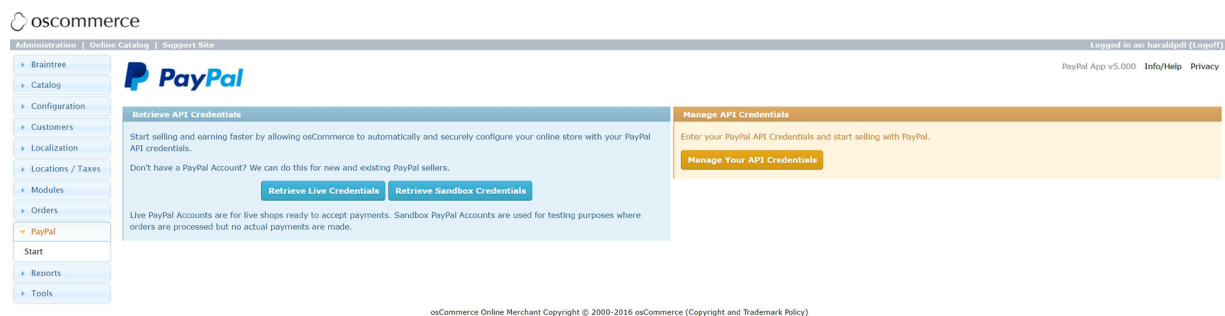 oscommerce
Administration | Online Catalog | Support Site
Logged in as: haraldpdl (Logoff)
Braintree
Catalog
Configuration
Customers
Localization
Locations / Taxes
Modules
Orders
PayPal
Start
Reports
Tools
PayPal
PayPal App v5.000 Info/Help Privacy
Retrieve API Credentials
Start selling and earning faster by allowing osCommerce to automatically and securely configure your online store with your PayPal
API credentials.
Don't have a PayPal Account? We can do this for new and existing PayPal sellers.
Retrieve Live Credentials Retrieve Sandbox Credentials
Live PayPal Accounts are for live shops ready to accept payments. Sandbox PayPal Accounts are used for testing purposes where
orders are processed but no actual payments are made.
Manage API Credentials
Enter your PayPal API Credentials and start selling with PayPal.
Manage Your API Credentials
osCommerce Online Merchant Copyright © 2000-2016 osCommerce (Copyright and Trademark Policy)